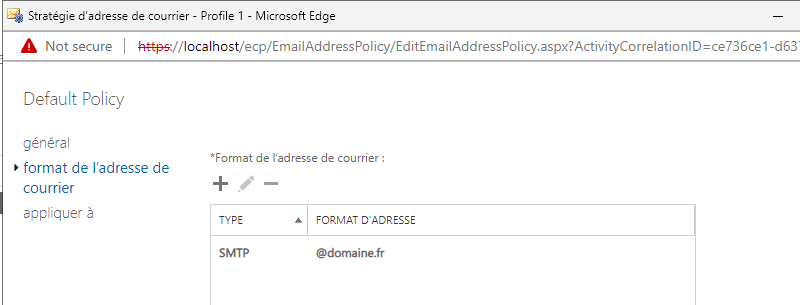 Stratégie d'adresse de courrier - Profile 1 - Microsoft Edge
Not secure https://localhost/ecp/EmailAddressPolicy/EditEmailAddressPolicy.aspx?ActivityCorrelationID=ce736ce1-d637
Default Policy
général
format de l'adresse de
courrier
appliquer à
*Format de l'adresse de courrier :
TYPE FORMAT D'ADRESSE
SMTP @domaine.fr